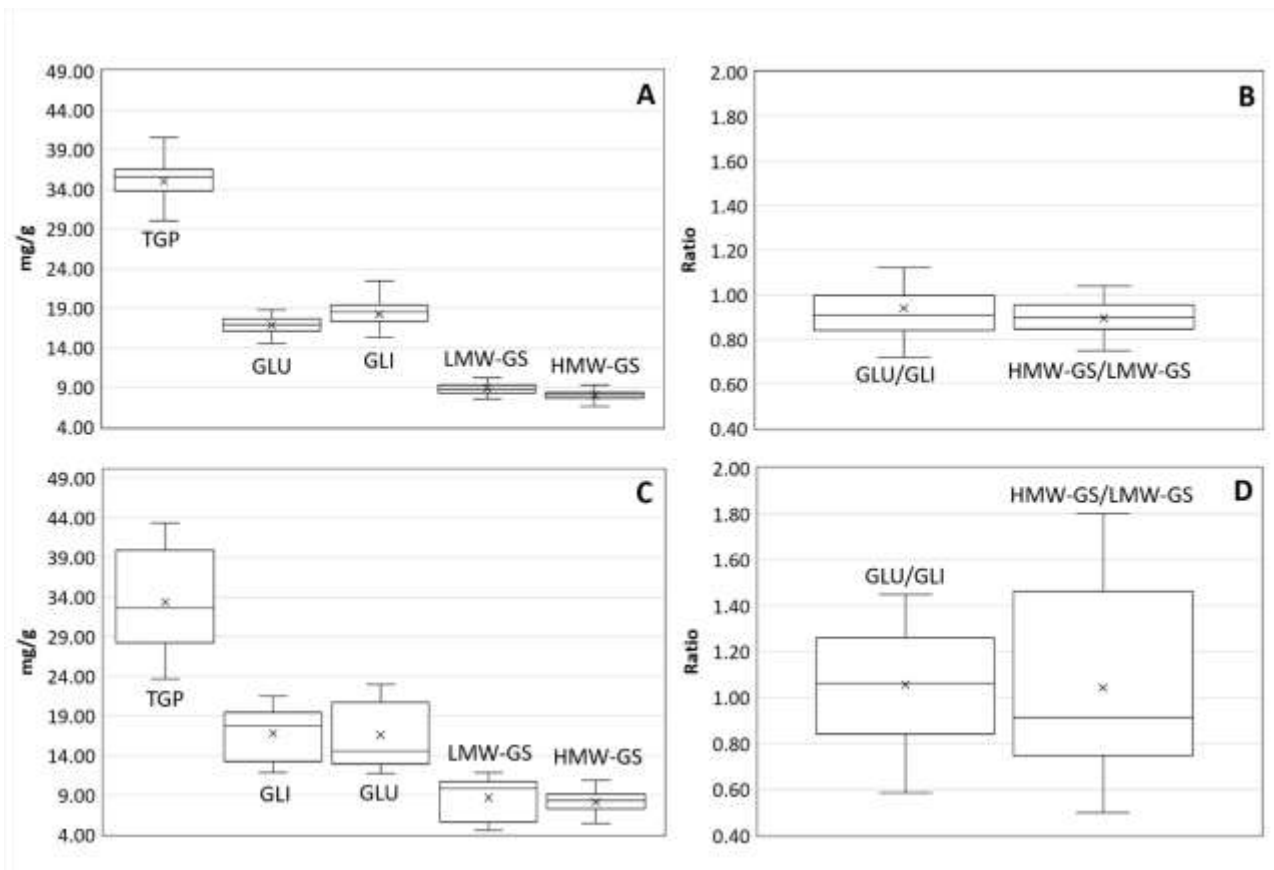 A
mg/g
49.00
44.00
39.00
34.00
29.00
24.00
19.00
14.00
9.00
4.00
TGP
GLU
GLI
LMW-GS
HMW-GS
B
Ratio
2.00
1.80
1.60
1.40
1.20
1.00
0.80
0.60
0.40
GLU/GLI
HMW-GS/LMW-GS
C
mg/g
49.00
44.00
39.00
34.00
29.00
24.00
19.00
14.00
9.00
4.00
TGP
GLI
GLU
LMW-GS
HMW-GS
D
Ratio
2.00
1.80
1.60
1.40
1.20
1.00
0.80
0.60
0.40
GLU/GLI
HMW-GS/LMW-GS